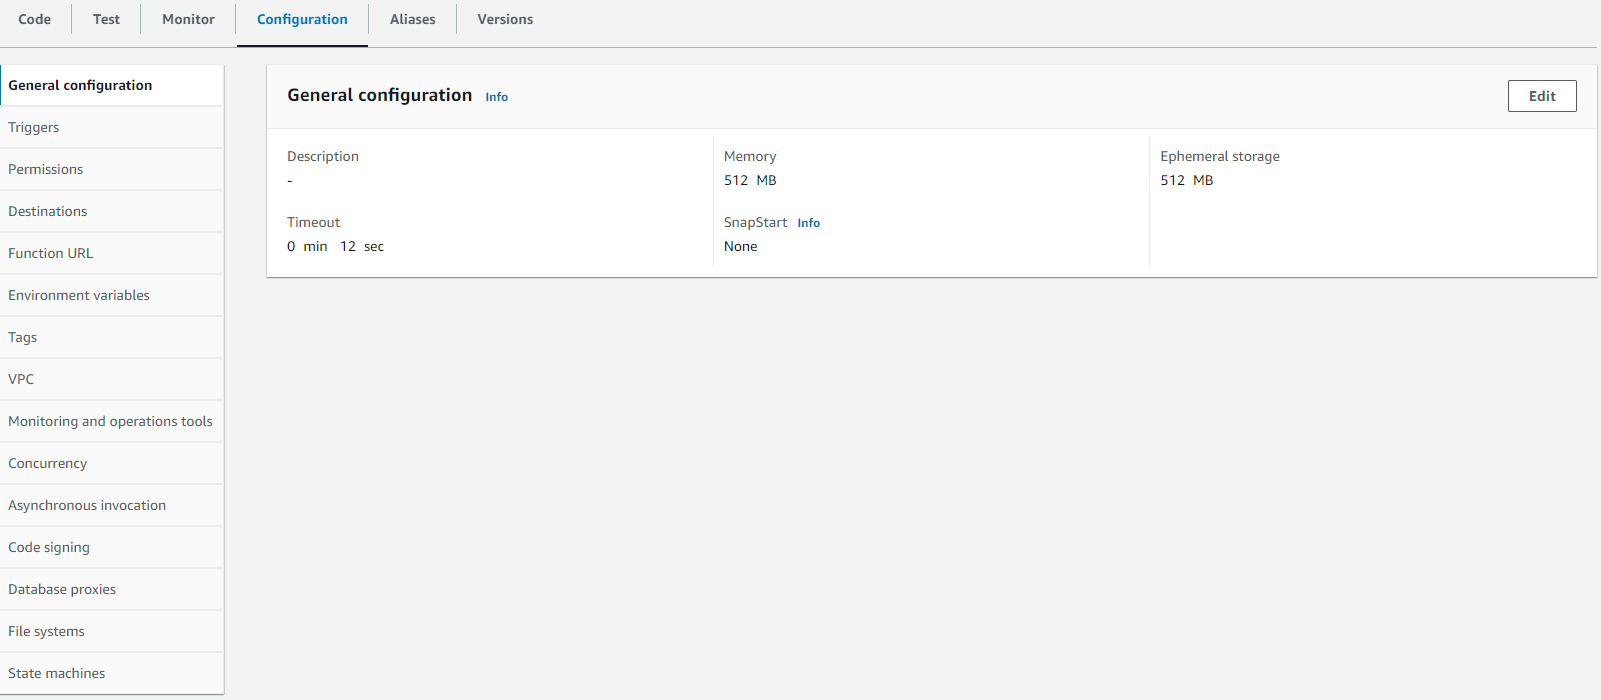 Code Test Monitor Configuration Aliases Versions
General configuration
Triggers
Permissions
Destinations
Function URL
Environment variables
Tags
VPC
Monitoring and operations tools
Concurrency
Asynchronous invocation
Code signing
Database proxies
File systems
State machines
General configuration Info
Edit
Description
-
Timeout
0 min 12 sec
Memory
512 MB
SnapStart Info
None
Ephemeral storage
512 MB